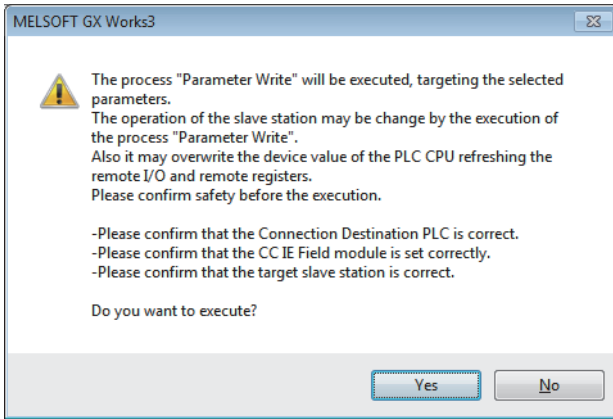 MELSOFT GX Works3
The process "Parameter Write" will be executed, targeting the selected
parameters.
The operation of the slave station may be change by the execution of
the process "Parameter Write".
Also it may overwrite the device value of the PLC CPU refreshing the
remote I/O and remote registers.
Please confirm safety before the execution.
-Please confirm that the Connection Destination PLC is correct.
-Please confirm that the CC IE Field module is set correctly.
-Please confirm that the target slave station is correct.
Do you want to execute?
Yes
No